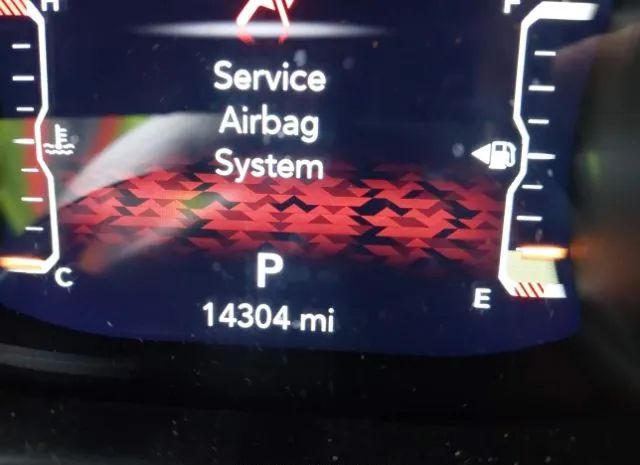 H
F
Service
Airbag
System
P
C
14304 mi
E